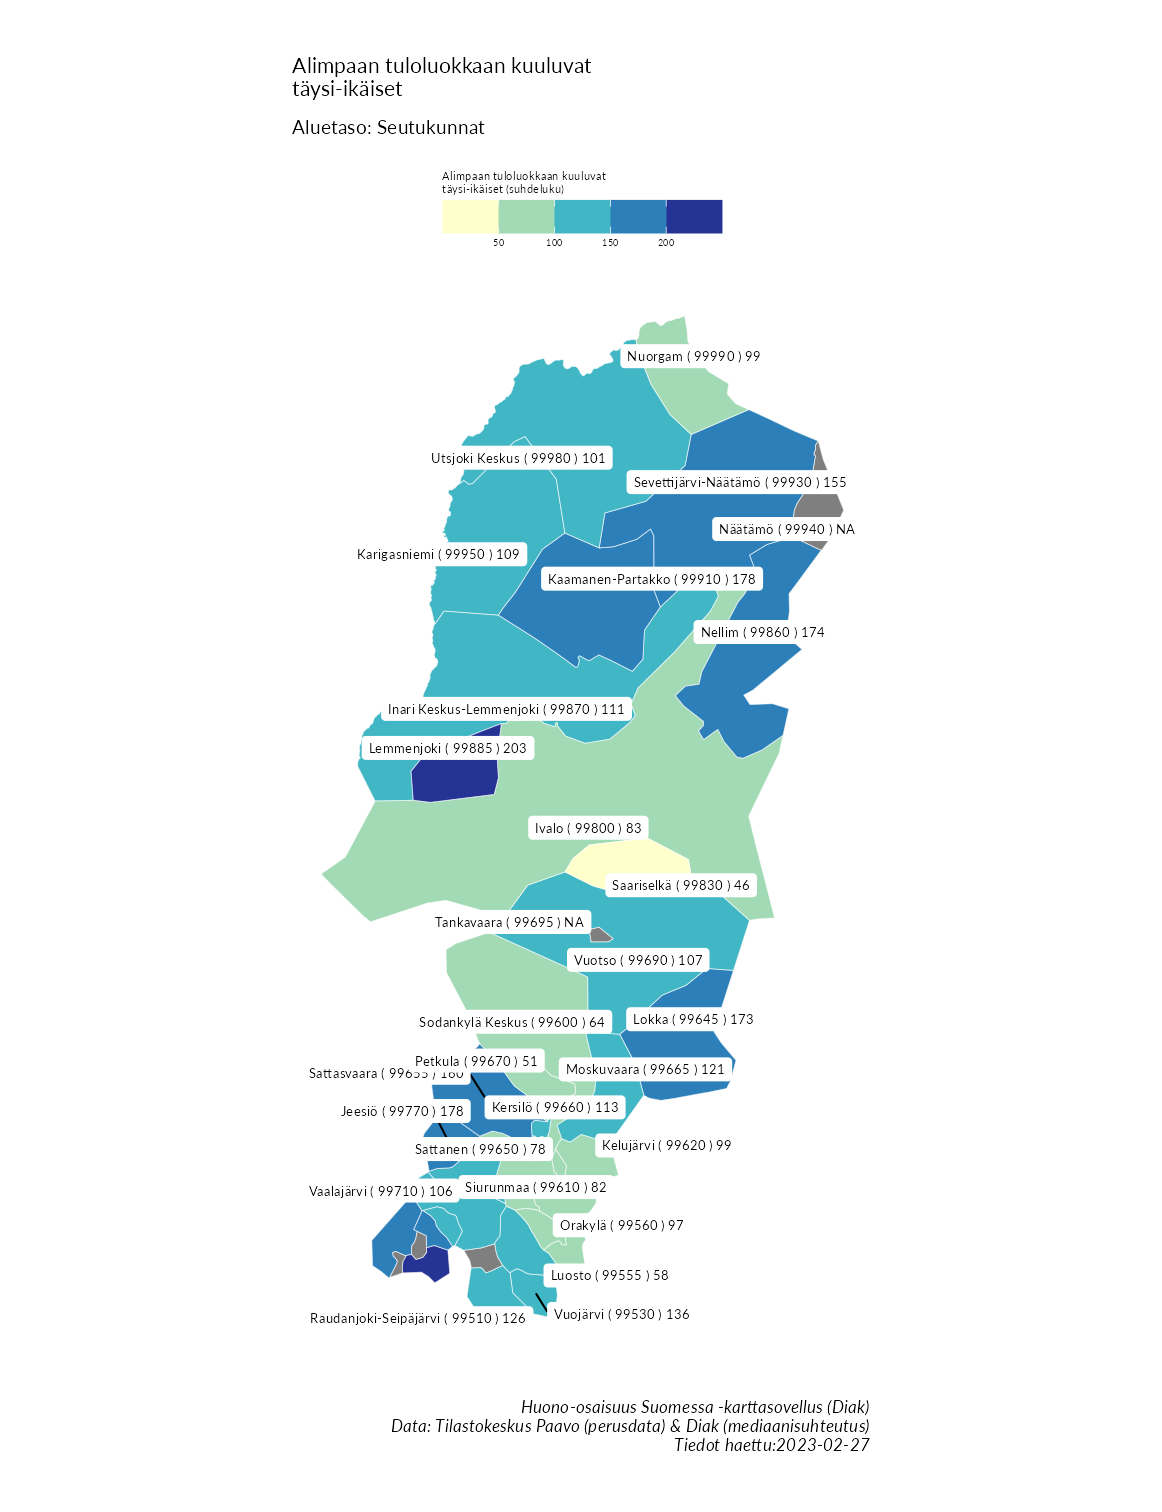 Alimpaan tuloluokkaan kuuluvat
täysi-ikäiset
Aluetaso: Seutukunnat
Alimpaan tuloluokkaan kuuluvat
täysi-ikäiset (suhdeluku)
50 100 150 200
Nuorgam ( 99990 ) 99
Utsjoki Keskus ( 99980 ) 101
Sevettijärvi-Näätämö ( 99930 ) 155
Näätämö ( 99940 ) NA
Karigasniemi ( 99950 ) 109
Kaamanen-Partakko ( 99910 ) 178
Nellim ( 99860 ) 174
Inari Keskus-Lemmenjoki ( 99870 ) 111
Lemmenjoki ( 99885 ) 203
Ivalo ( 99800 ) 83
Saariselkä ( 99830 ) 46
Tankavaara ( 99695 ) NA
Vuotso ( 99690 ) 107
Lokka ( 99645 ) 173
Sodankylä Keskus ( 99600 ) 64
Petkula ( 99670 ) 51
Moskuvaara ( 99665 ) 121
Sattasvaara ( 99655 ) 160
Kersilö ( 99660 ) 113
Jeesiö ( 99770 ) 178
Kelujärvi ( 99620 ) 99
Sattanen ( 99650 ) 78
Siurunmaa ( 99610 ) 82
Vaalajärvi ( 99710 ) 106
Orakylä ( 99560 ) 97
Luosto ( 99555 ) 58
Vuojärvi ( 99530 ) 136
Raudanjoki-Seipäjärvi ( 99510 ) 126
Huono-osaisuus Suomessa -karttasovellus (Diak)
Data: Tilastokeskus Paavo (perusdata) & Diak (mediaanisuhteutus)
Tiedot haettu:2023-02-27